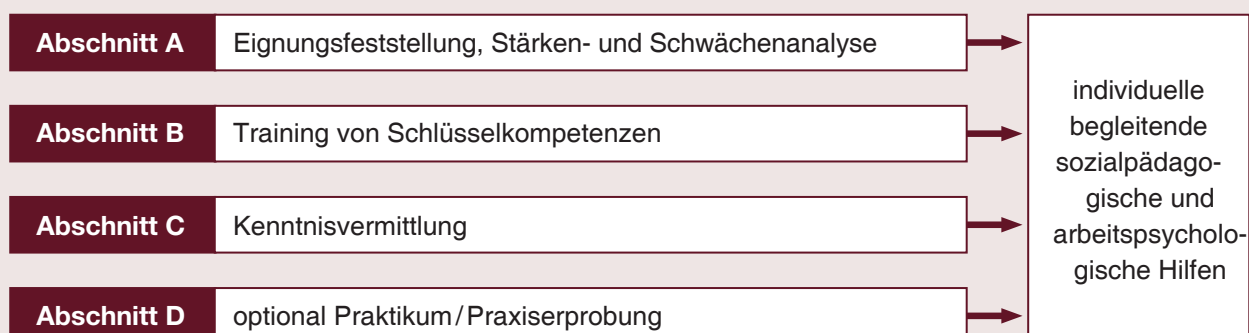 Abschnitt A Eignungsfeststellung, Stärken- und Schwächenanalyse
Abschnitt B Training von Schlüsselkompetenzen
Abschnitt C Kenntnisvermittlung
Abschnitt D optional Praktikum/Praxiserprobung
individuelle
begleitende
sozialpädago-
gische und
arbeitspsycholo-
gische Hilfen